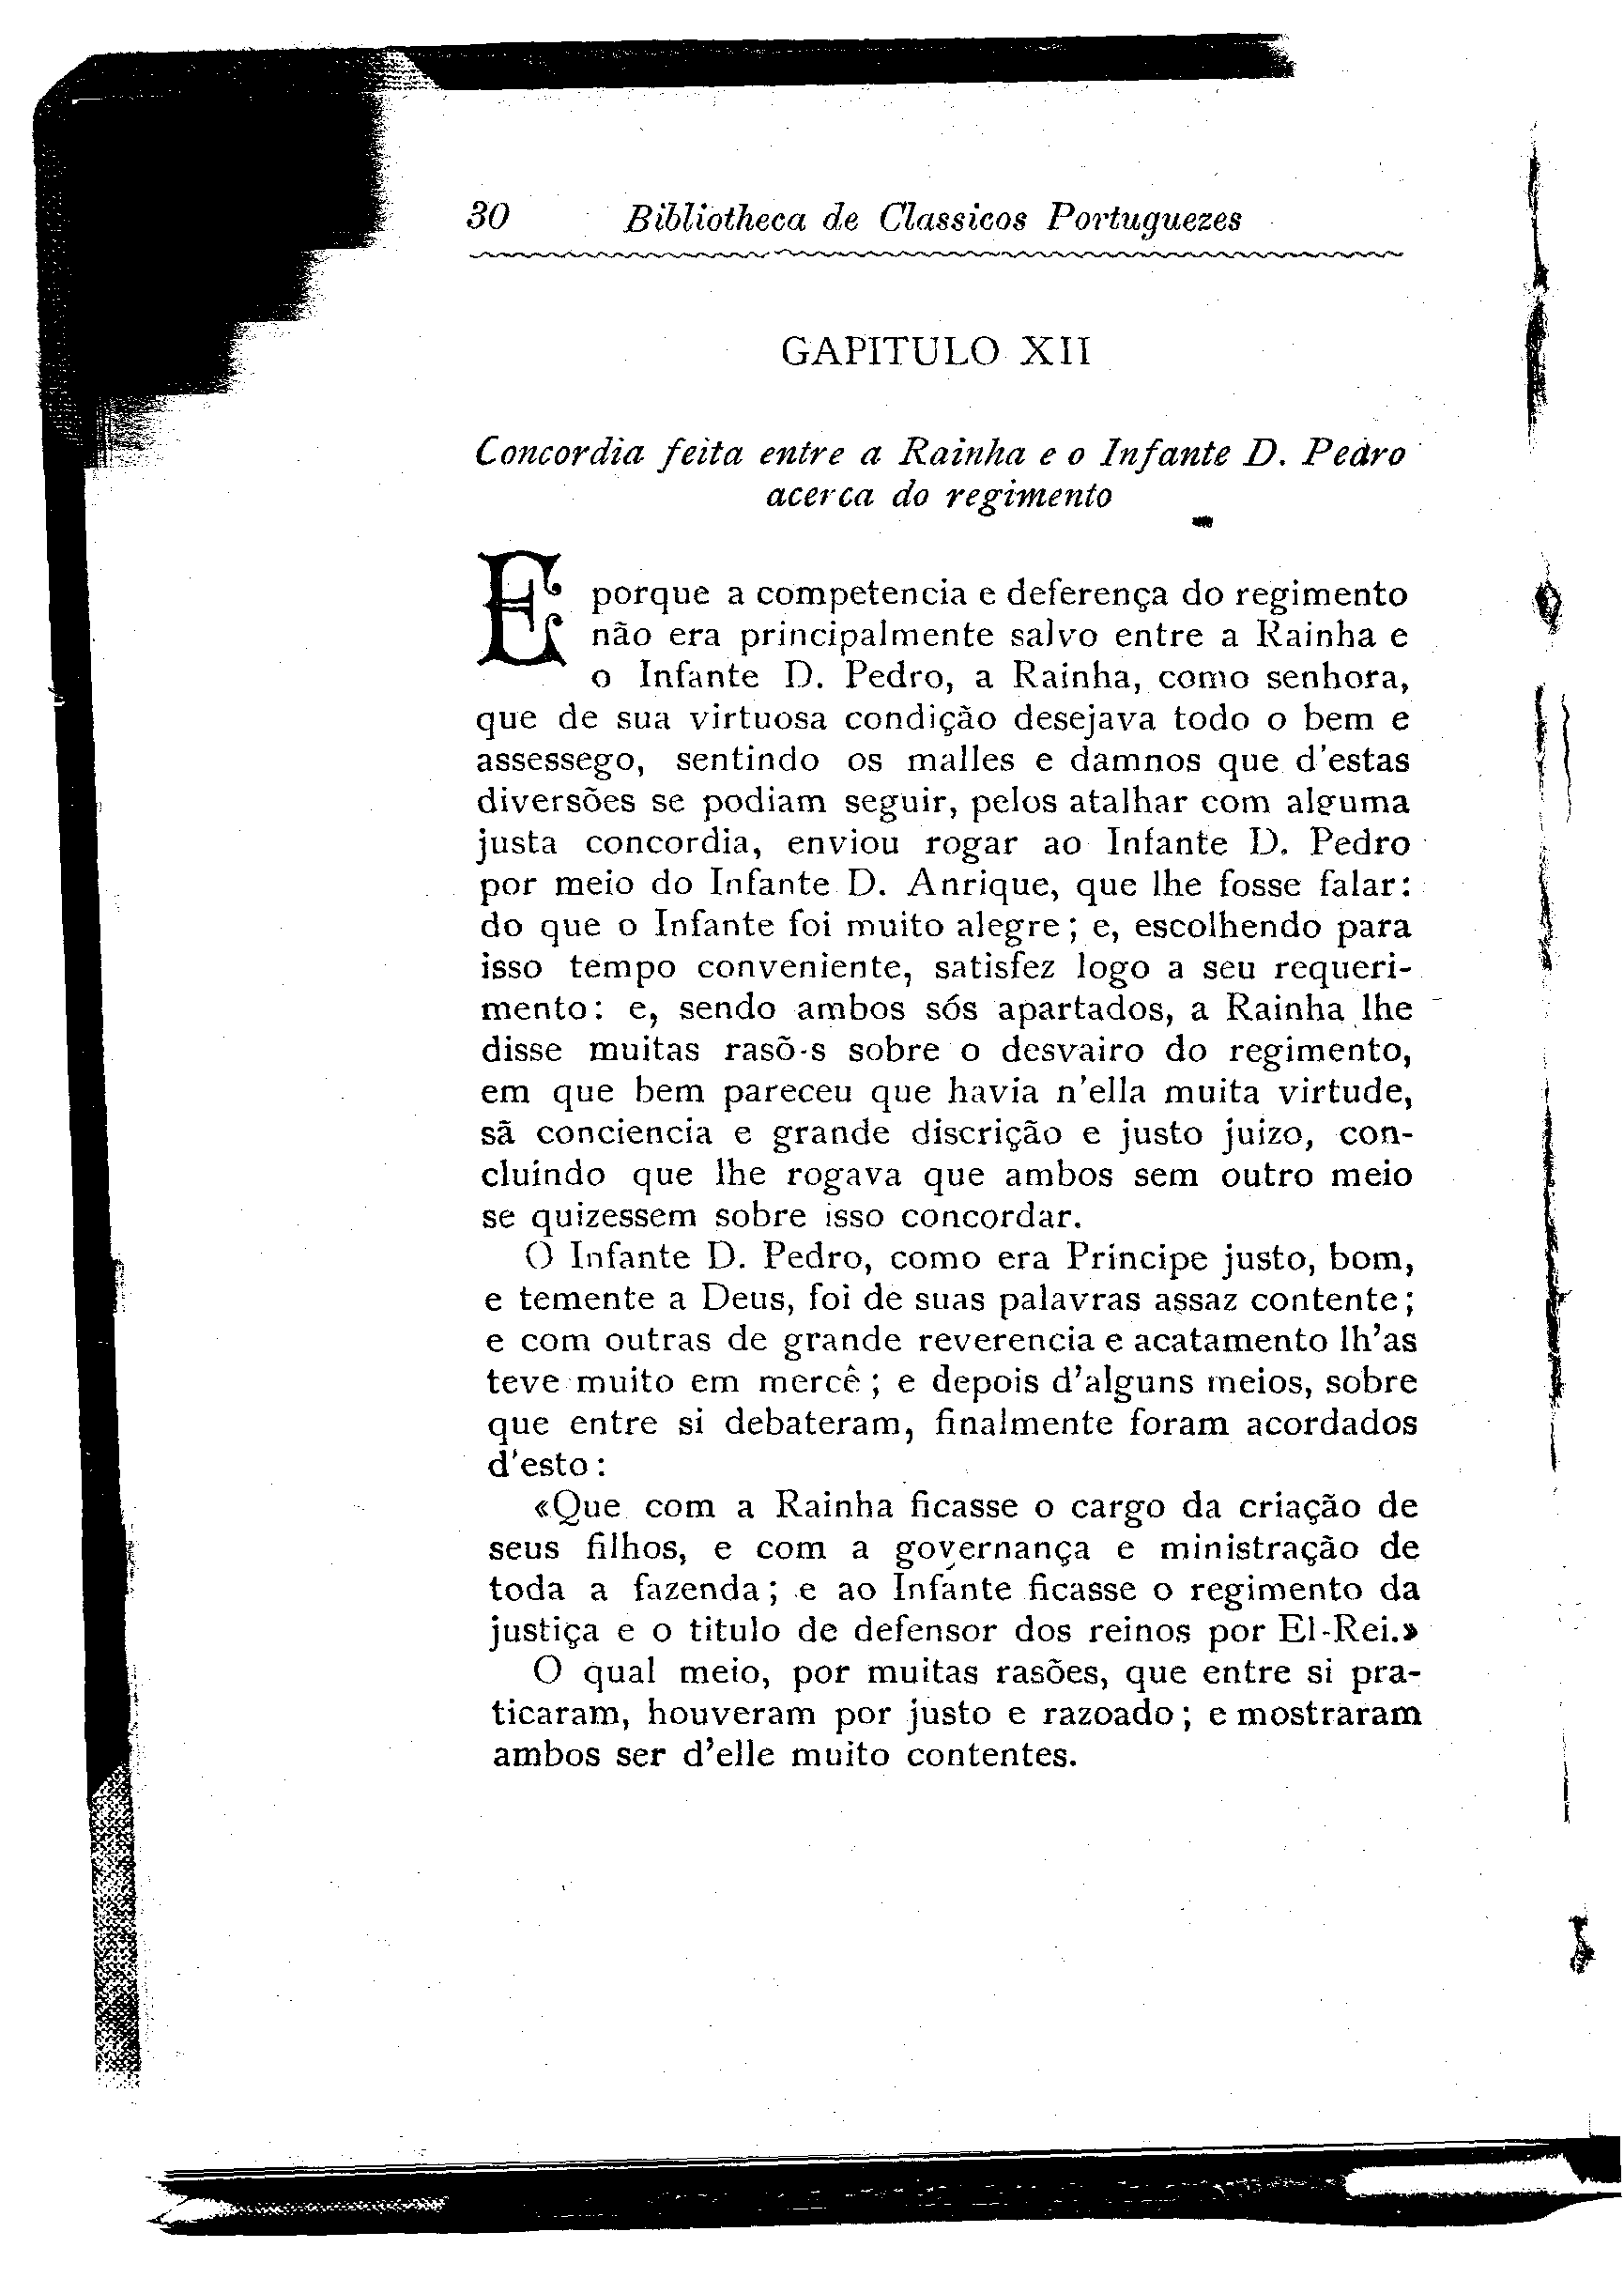 30 Bibliotheca de Classicos Portuguezes
GAPITULO XII
Concordia feita entre a Rainha e o Infante D. Pedro
acerca do regimento
E porque a competencia e deferença do regimento
não era principalmente salvo entre a Rainha e
o Infante D. Pedro, a Rainha, como senhora,
que de sua virtuosa condição desejava todo o bem e
assessego, sentindo os malles e damnos que d'estas
diversões se podiam seguir, pelos atalhar com alguma
justa concordia, enviou rogar ao Infante D. Pedro
por meio do Infante D. Anrique, que lhe fosse falar:
do que o Infante foi muito alegre; e, escolhendo para
isso tempo conveniente, satisfez logo a seu requeri-
mento: e, sendo ambos sós apartados, a Rainha lhe
disse muitas rasõ-s sobre o desvairo do regimento,
em que bem pareceu que havia n'ella muita virtude,
sã conciencia e grande discrição e justo juizo, con-
cluindo que lhe rogava que ambos sem outro meio
se quizessem sobre isso concordar.
O Infante D. Pedro, como era Principe justo, bom,
e temente a Deus, foi de suas palavras assaz contente;
e com outras de grande reverencia e acatamento lh'as
teve muito em mercê; e depois d'alguns meios, sobre
que entre si debateram, finalmente foram acordados
d'esto:
«Que com a Rainha ficasse o cargo da criação de
seus filhos, e com a governança e ministração de
toda a fazenda; e ao Infante ficasse o regimento da
justiça e o titulo de defensor dos reinos por El-Rei.»
O qual meio, por muitas rasões, que entre si pra-
ticaram, houveram por justo e razoado; e mostraram
ambos ser d'elle muito contentes.